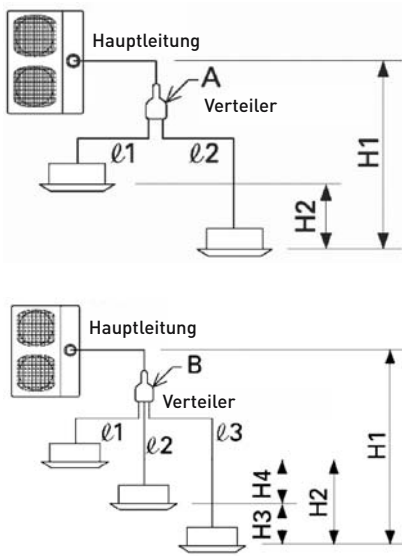 Hauptleitung
A
Verteiler
ℓ1
ℓ2
H2
H1
Hauptleitung
B
Verteiler
ℓ1
ℓ2
ℓ3
H4
H3
H2
H1